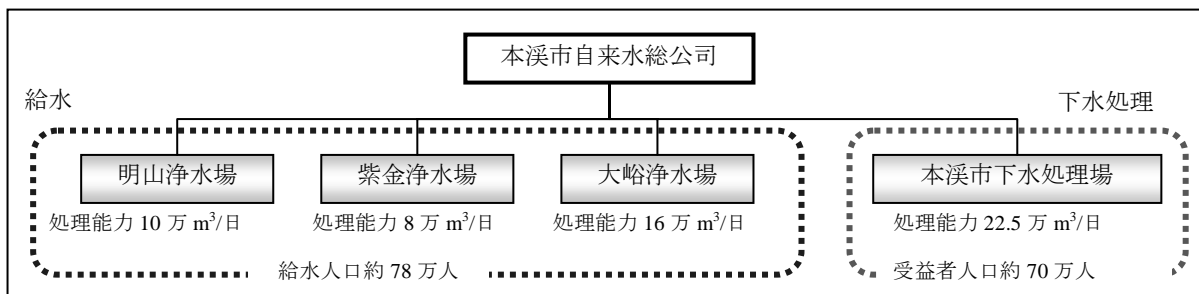 本渓市自来水総公司
給水
下水処理
明山浄水場
紫金浄水場
大峪浄水場
本渓市下水処理場
処理能力 10 万 m³/日
処理能力 8 万 m³/日
処理能力 16 万 m³/日
処理能力 22.5 万 m³/日
給水人口約 78 万人
受益者人口約 70 万人